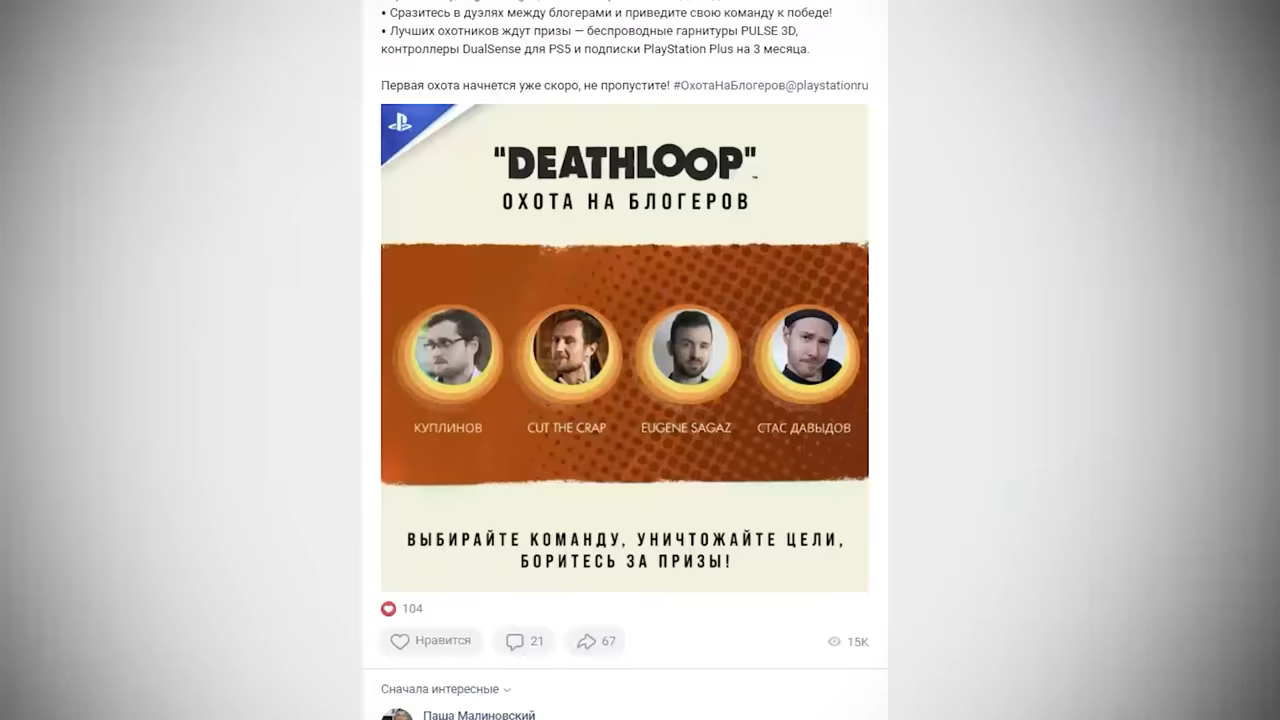 • Сразитесь в дуэлях между блогерами и приведите свою команду к победе!
• Лучших охотников ждут призы — беспроводные гарнитуры PULSE 3D,
контроллеры DualSense для PS5 и подписки PlayStation Plus на 3 месяца.
Первая охота начнется уже скоро, не пропустите! #ОхотаНаБлогеров@playstationru
"DEATHLOOP"™
ОХОТА НА БЛОГЕРОВ
КУПЛИНОВ
CUT THE CRAP
EUGENE SAGAZ
СТАС ДАВЫДОВ
ВЫБИРАЙТЕ КОМАНДУ, УНИЧТОЖАЙТЕ ЦЕЛИ,
БОРИТЕСЬ ЗА ПРИЗЫ!
104
Нравится
21
67
15K
Сначала интересные
Паша Малиновский